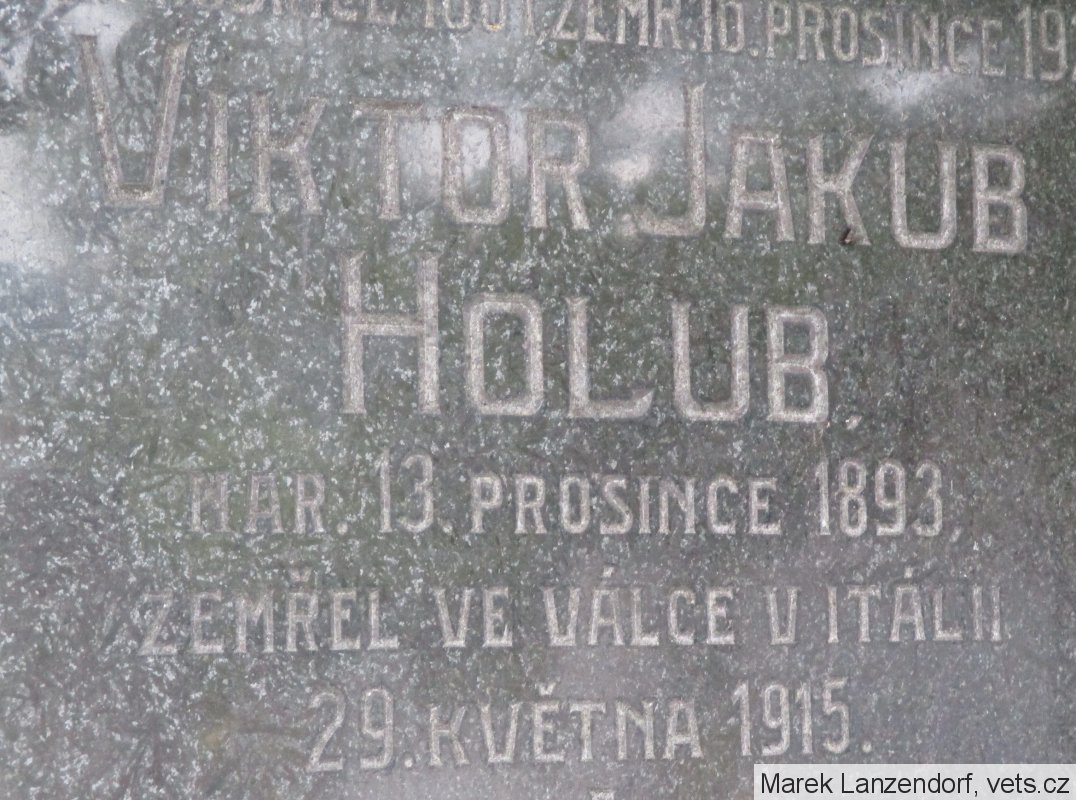 ZEMŘ. 16. PROSINCE
VIKTOR JAKUB
HOLUB
NAR. 13. PROSINCE 1893,
ZEMŘEL VE VÁLCE V ITÁLII
29. KVĚTNA 1915.
Marek Lanzendorf, vets.cz